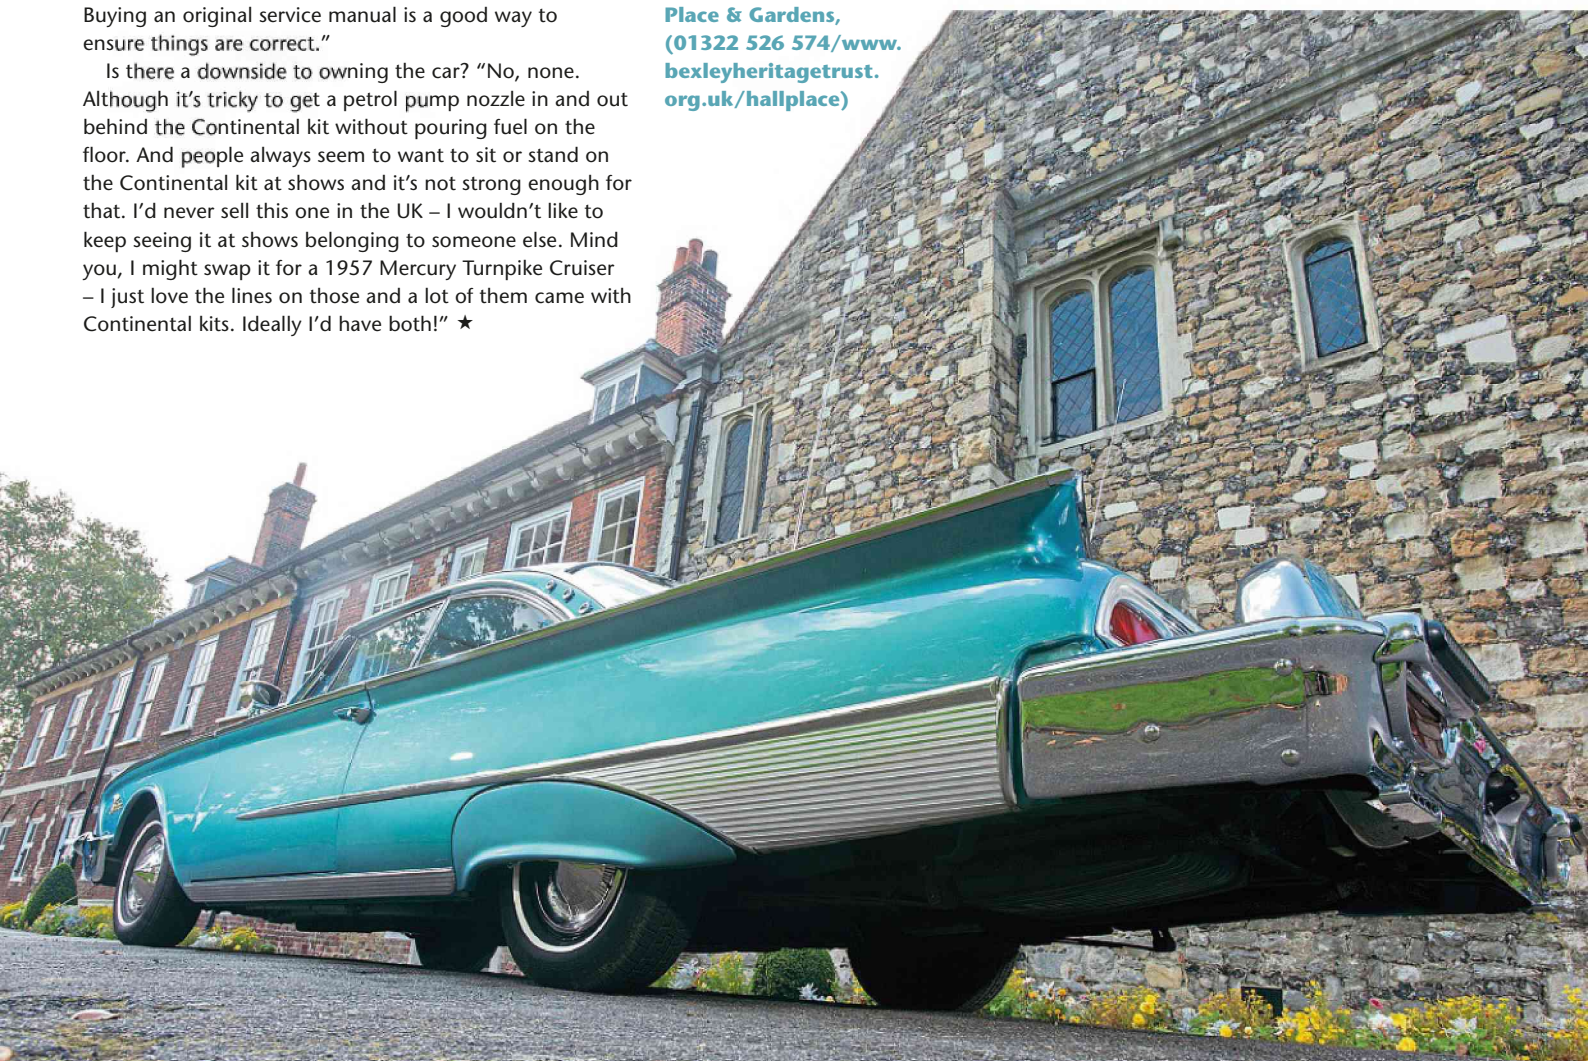 Buying an original service manual is a good way to
ensure things are correct.”
Is there a downside to owning the car? “No, none.
Although it’s tricky to get a petrol pump nozzle in and out
behind the Continental kit without pouring fuel on the
floor. And people always seem to want to sit or stand on
the Continental kit at shows and it’s not strong enough for
that. I’d never sell this one in the UK – I wouldn’t like to
keep seeing it at shows belonging to someone else. Mind
you, I might swap it for a 1957 Mercury Turnpike Cruiser
– I just love the lines on those and a lot of them came with
Continental kits. Ideally I’d have both!” ★
Place & Gardens,
(01322 526 574/www.
bexleyheritagetrust.
org.uk/hallplace)